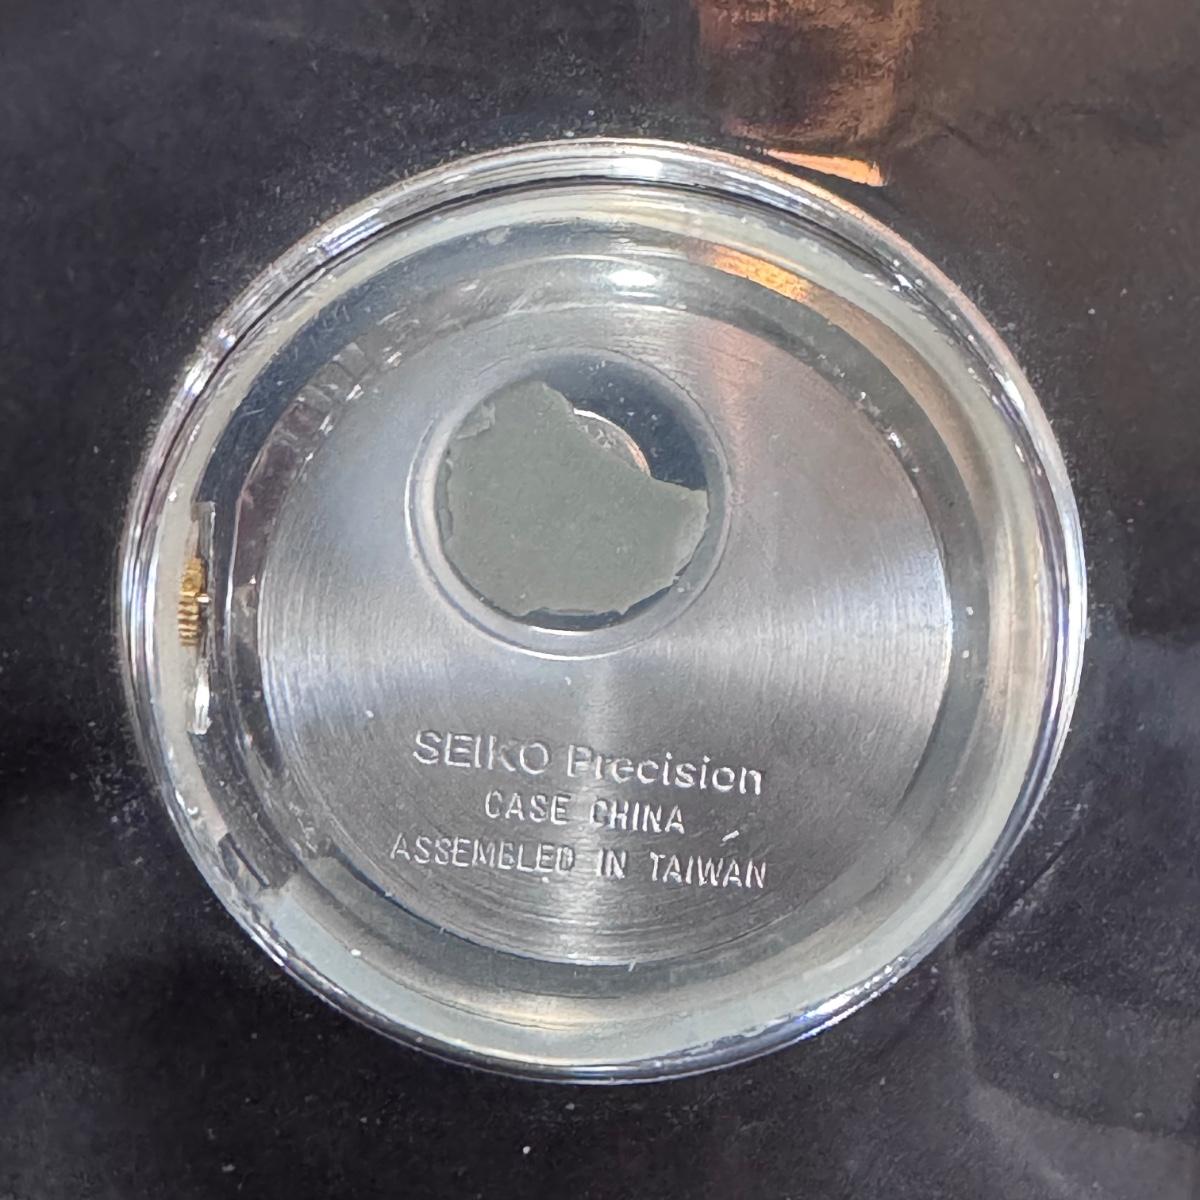 SEIKO Precision
CASE CHINA
ASSEMBLED IN TAIWAN